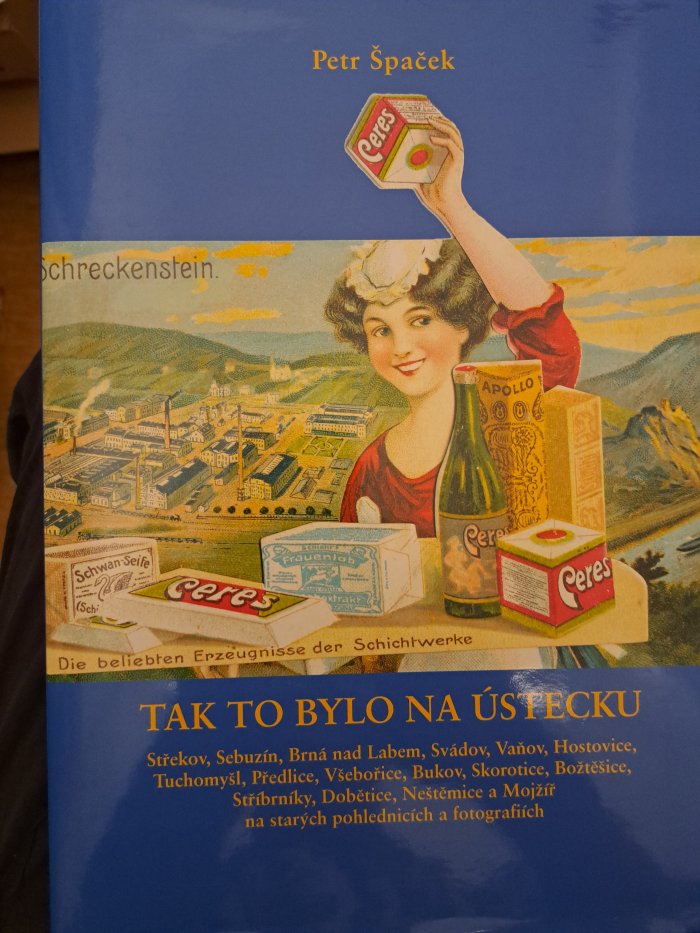 Petr Špaček
Ceres
Schreckenstein.
APOLLO
Ceres
Frauenlob
Schwan-Seife
Ceres
Ceres
Die beliebten Erzeugnisse der Schichtwerke
TAK TO BYLO NA ÚSTECKU
Střekov, Sebuzín, Brná nad Labem, Svádov, Vaňov, Hostovice,
Tuchomyšl, Předlice, Všebořice, Bukov, Skorotice, Božtěšice,
Stříbrníky, Dobětice, Neštěmice a Mojžíř
na starých pohlednicích a fotografiích